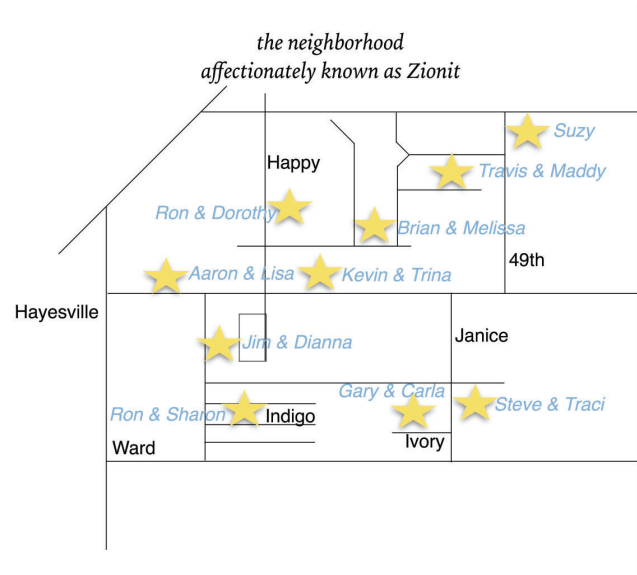 the neighborhood
affectionately known as Zionit
Suzy
Happy
Travis & Maddy
Ron & Dorothy
Brian & Melissa
49th
Aaron & Lisa
Kevin & Trina
Hayesville
Janice
Jim & Dianna
Gary & Carla
Steve & Traci
Ron & Sharon
Indigo
Ivory
Ward